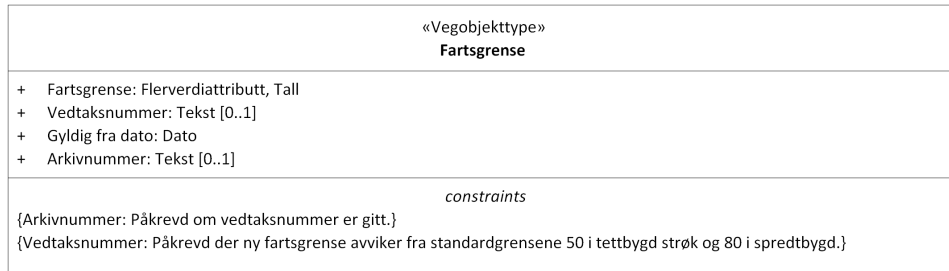 «Vegobjekttype»
Fartsgrense
+ Fartsgrense: Flerverdiattributt, Tall
+ Vedtaksnummer: Tekst [0..1]
+ Gyldig fra dato: Dato
+ Arkivnummer: Tekst [0..1]
constraints
{Arkivnummer: Påkrevd om vedtaksnummer er gitt.}
{Vedtaksnummer: Påkrevd der ny fartsgrense avviker fra standardgrensene 50 i tettbygd strøk og 80 i spredtbygd.}